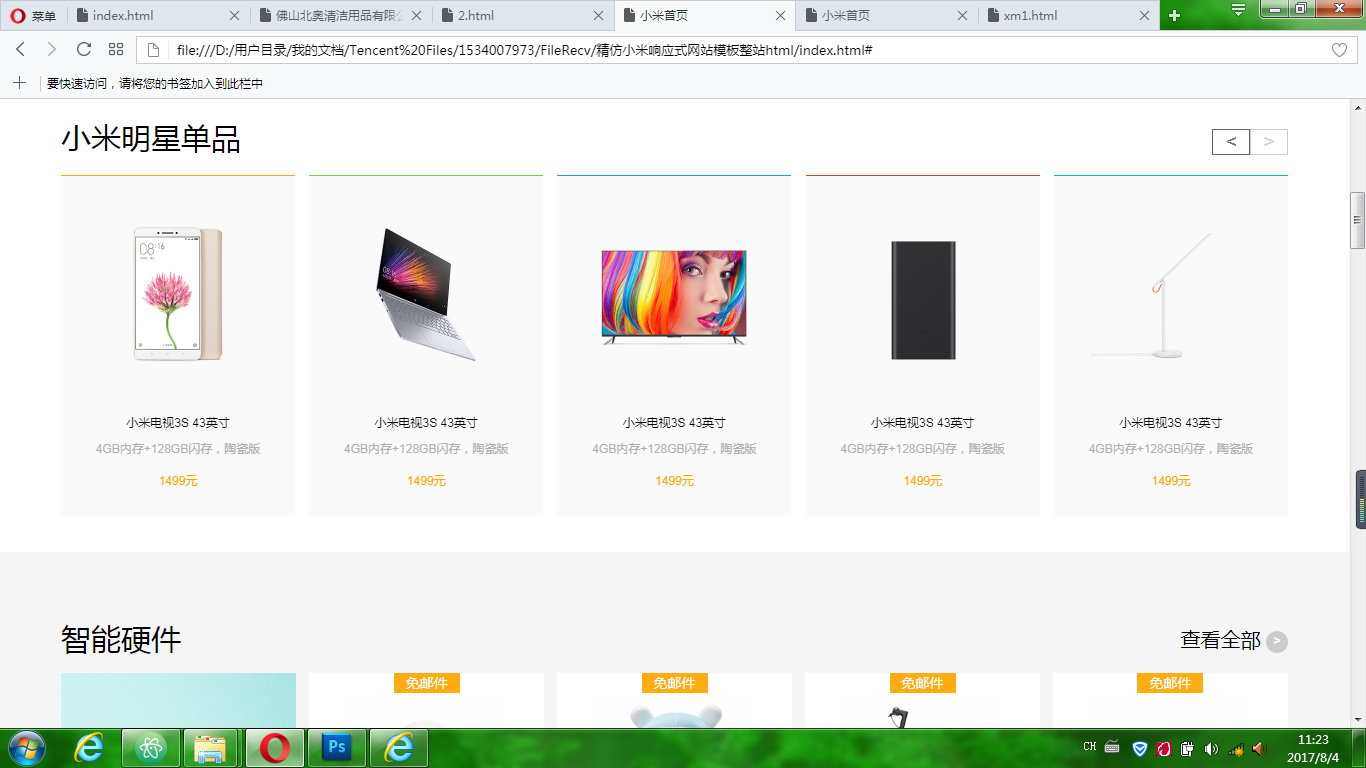 菜单
index.html
佛山北奥清洁用品有限公
2.html
小米首页
小米首页
xm1.html
file:///D:/用户目录/我的文档/Tencent%20Files/1534007973/FileRecv/精仿小米响应式网站模板整站html/index.html#
要快速访问，请将您的书签加入到此栏中
小米明星单品
< >
小米电视3S 43英寸
4GB内存+128GB闪存，陶瓷版
1499元
小米电视3S 43英寸
4GB内存+128GB闪存，陶瓷版
1499元
小米电视3S 43英寸
4GB内存+128GB闪存，陶瓷版
1499元
小米电视3S 43英寸
4GB内存+128GB闪存，陶瓷版
1499元
小米电视3S 43英寸
4GB内存+128GB闪存，陶瓷版
1499元
智能硬件
查看全部 >
免邮件
免邮件
免邮件
免邮件
Ps
CH
11:23
2017/8/4